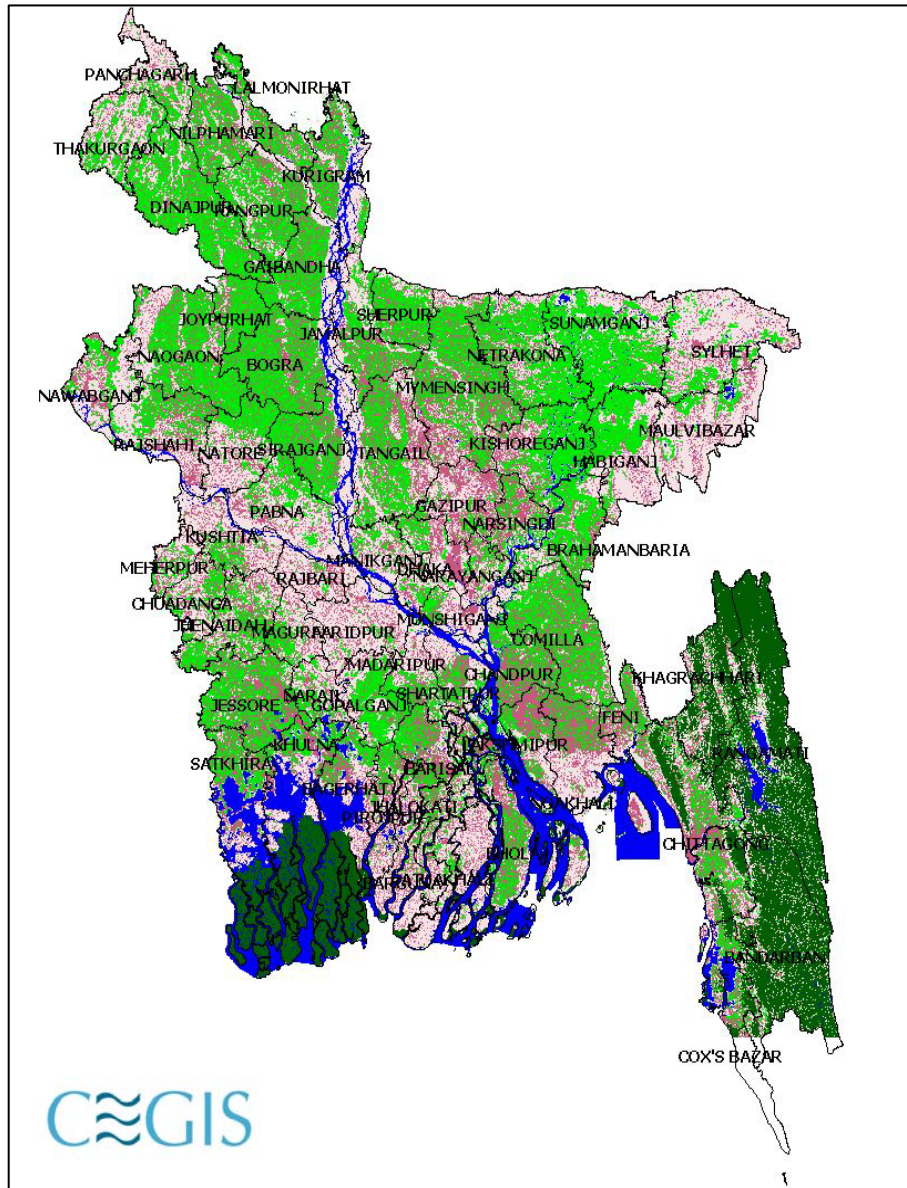 PANCHAGARH
LALMONIRHAT
NILPHAMARI
THAKURGAON
KURIGRAM
DINAJPUR
RANGPUR
GAIBANDHA
SHERPUR
JOYPURHAT
SUNAMGANJ
JAMALPUR
SYLHET
NAOGAON
NETRAKONA
BOGRA
MYMENSINGH
NAWABGANJ
MAULVIBAZAR
RAJSHAHI
KISHOREGANJ
NATORE
SIRAJGANJ
TANGAIL
HABIGANJ
GAZIPUR
PABNA
NARSINGDI
KUSHTIA
BRAHAMANBARIA
MANIKGANJ
MEHERPUR
DHAKA
RAJBARI
NARAYANGANJ
CHUADANGA
MUNSHIGANJ
JHENAIDAH
MAGURA
FARIDPUR
COMILLA
MADARIPUR
CHANDPUR
KHAGRACHHARI
SHARIATPUR
NARAIL
JESSORE
GOPALGANJ
FENI
KHULNA
LAKSHMIPUR
RANGAMATI
SATKHIRA
BARISAL
BAGERHAT
JHALOKATI
NOAKHALI
PIROJPUR
CHITTAGONG
BHOLA
BARGUNA
PATUAKHALI
BANDARBAN
COX'S BAZAR
CEGIS